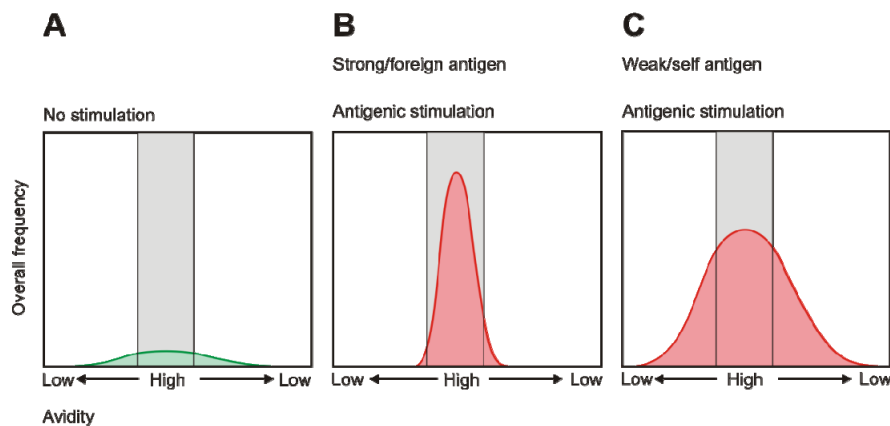 A
B
C
Strong/foreign antigen
Weak/self antigen
No stimulation
Antigenic stimulation
Antigenic stimulation
Overall frequency
Low High Low
Low High Low
Low High Low
Avidity